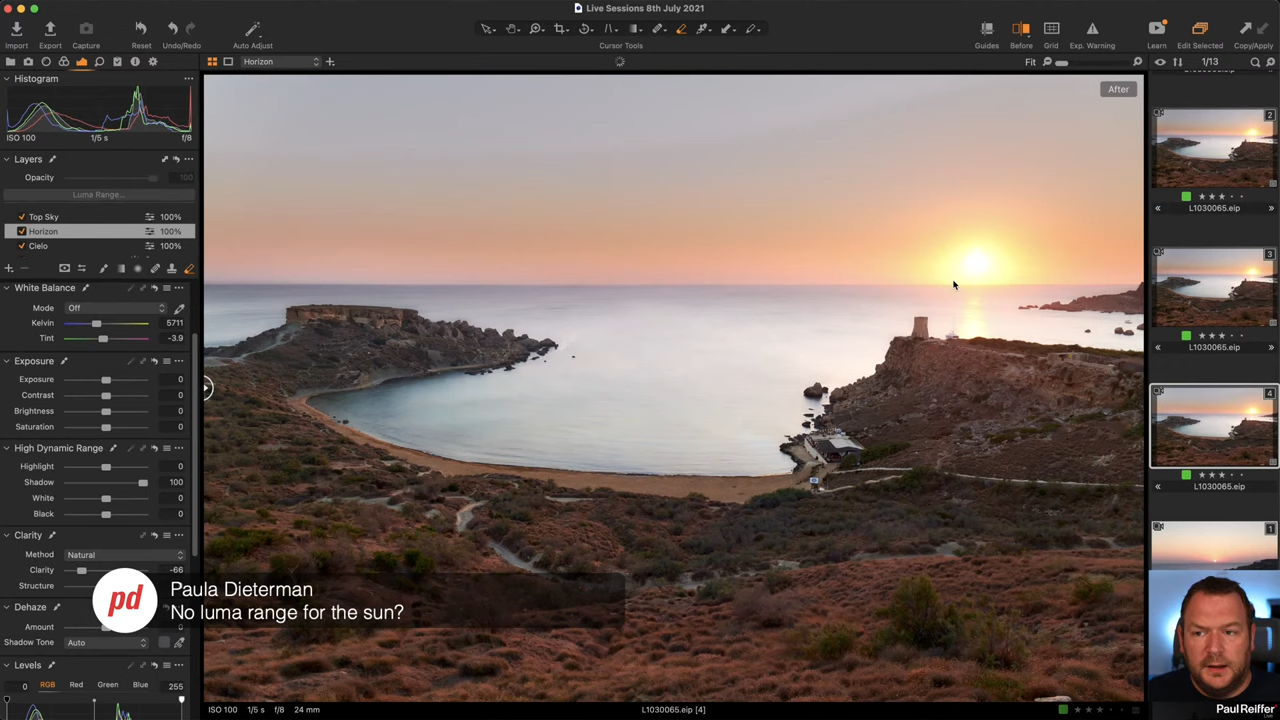 Live Sessions 8th July 2021
Import
Export
Capture
Reset
Undo/Redo
Auto Adjust
Cursor Tools
Guides
Before
Grid
Exp. Warning
Learn
Edit Selected
Copy/Apply
Horizon
Fit
1/13
Histogram
ISO 100
1/5 s
f/8
Layers
Opacity
100
Luma Range...
Top Sky
100%
Horizon
100%
Cielo
100%
White Balance
Mode
Off
Kelvin
5711
Tint
-3.9
Exposure
Exposure
0
Contrast
0
Brightness
0
Saturation
0
High Dynamic Range
Highlight
0
Shadow
100
White
0
Black
0
Clarity
Method
Natural
Clarity
-66
Structure
Dehaze
Amount
Shadow Tone
Auto
Levels
0
RGB
Red
Green
Blue
255
After
pd
Paula Dieterman
No luma range for the sun?
ISO 100
1/5 s
f/8
24 mm
L1030065.eip [4]
2
L1030065.eip
3
L1030065.eip
4
L1030065.eip
1
Paul Reiffer